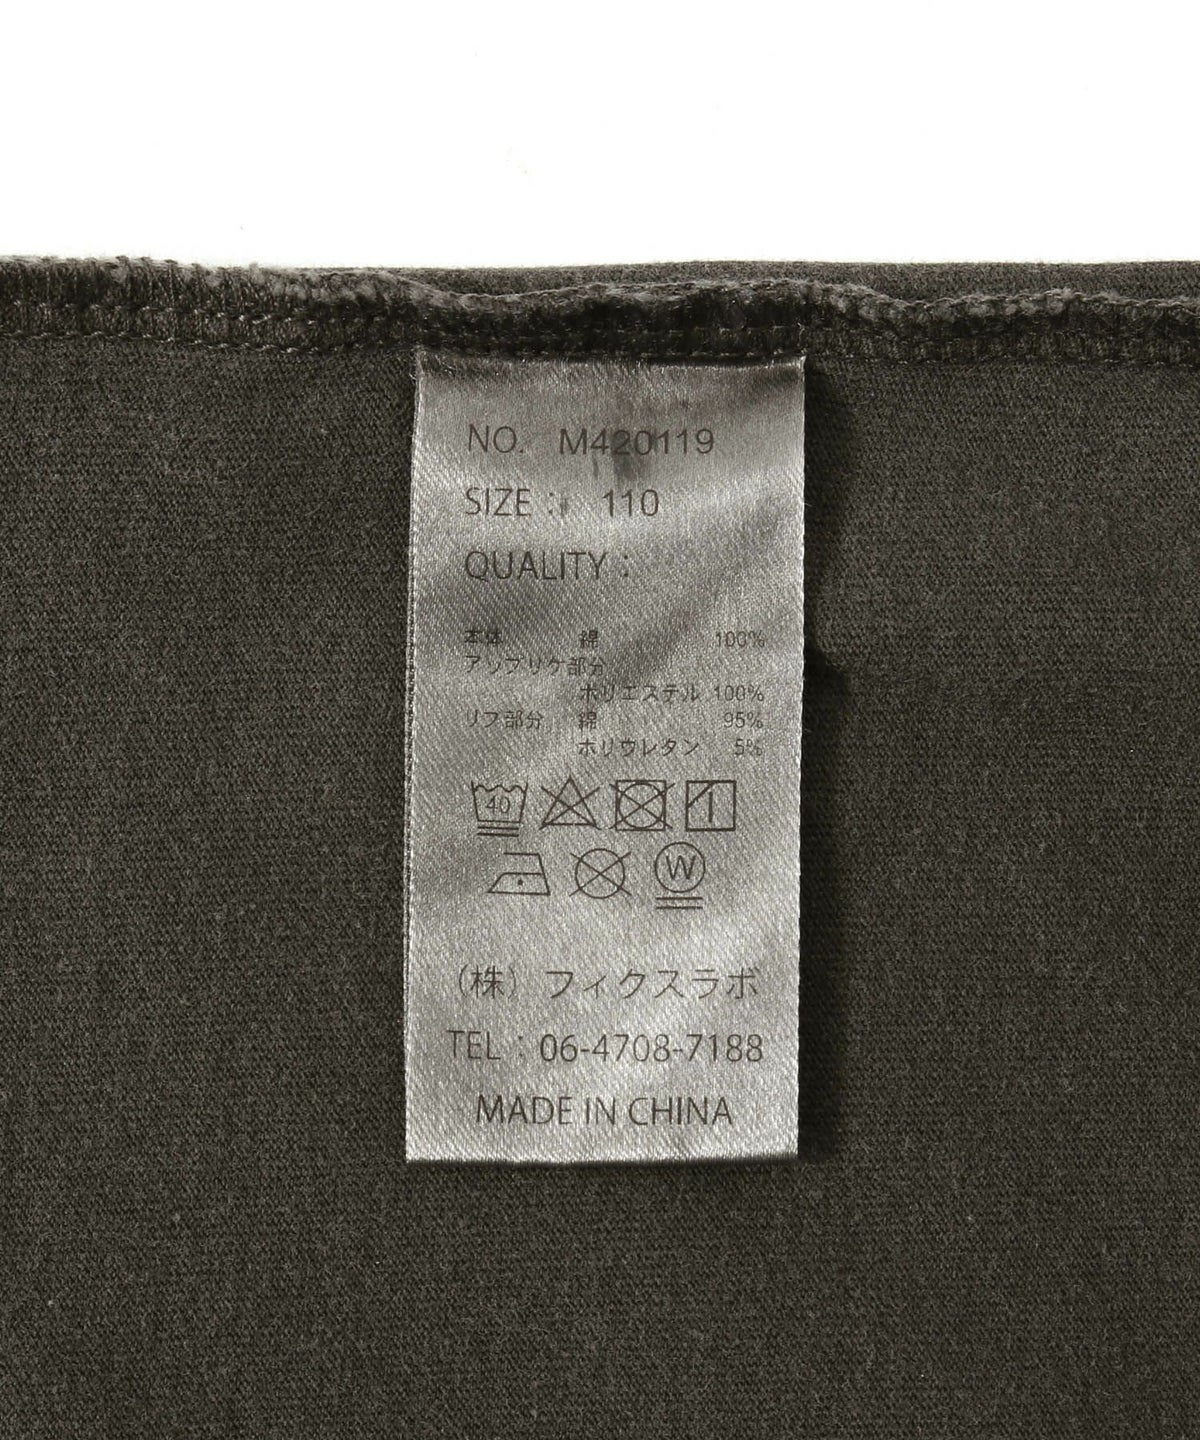 NO. M420119
SIZE : 110
QUALITY :
本体 綿 100%
アップリケ部分
ポリエステル 100%
リブ部分 綿 95%
ポリウレタン 5%
40
1
W
(株) フィクスラボ
TEL : 06-4708-7188
MADE IN CHINA